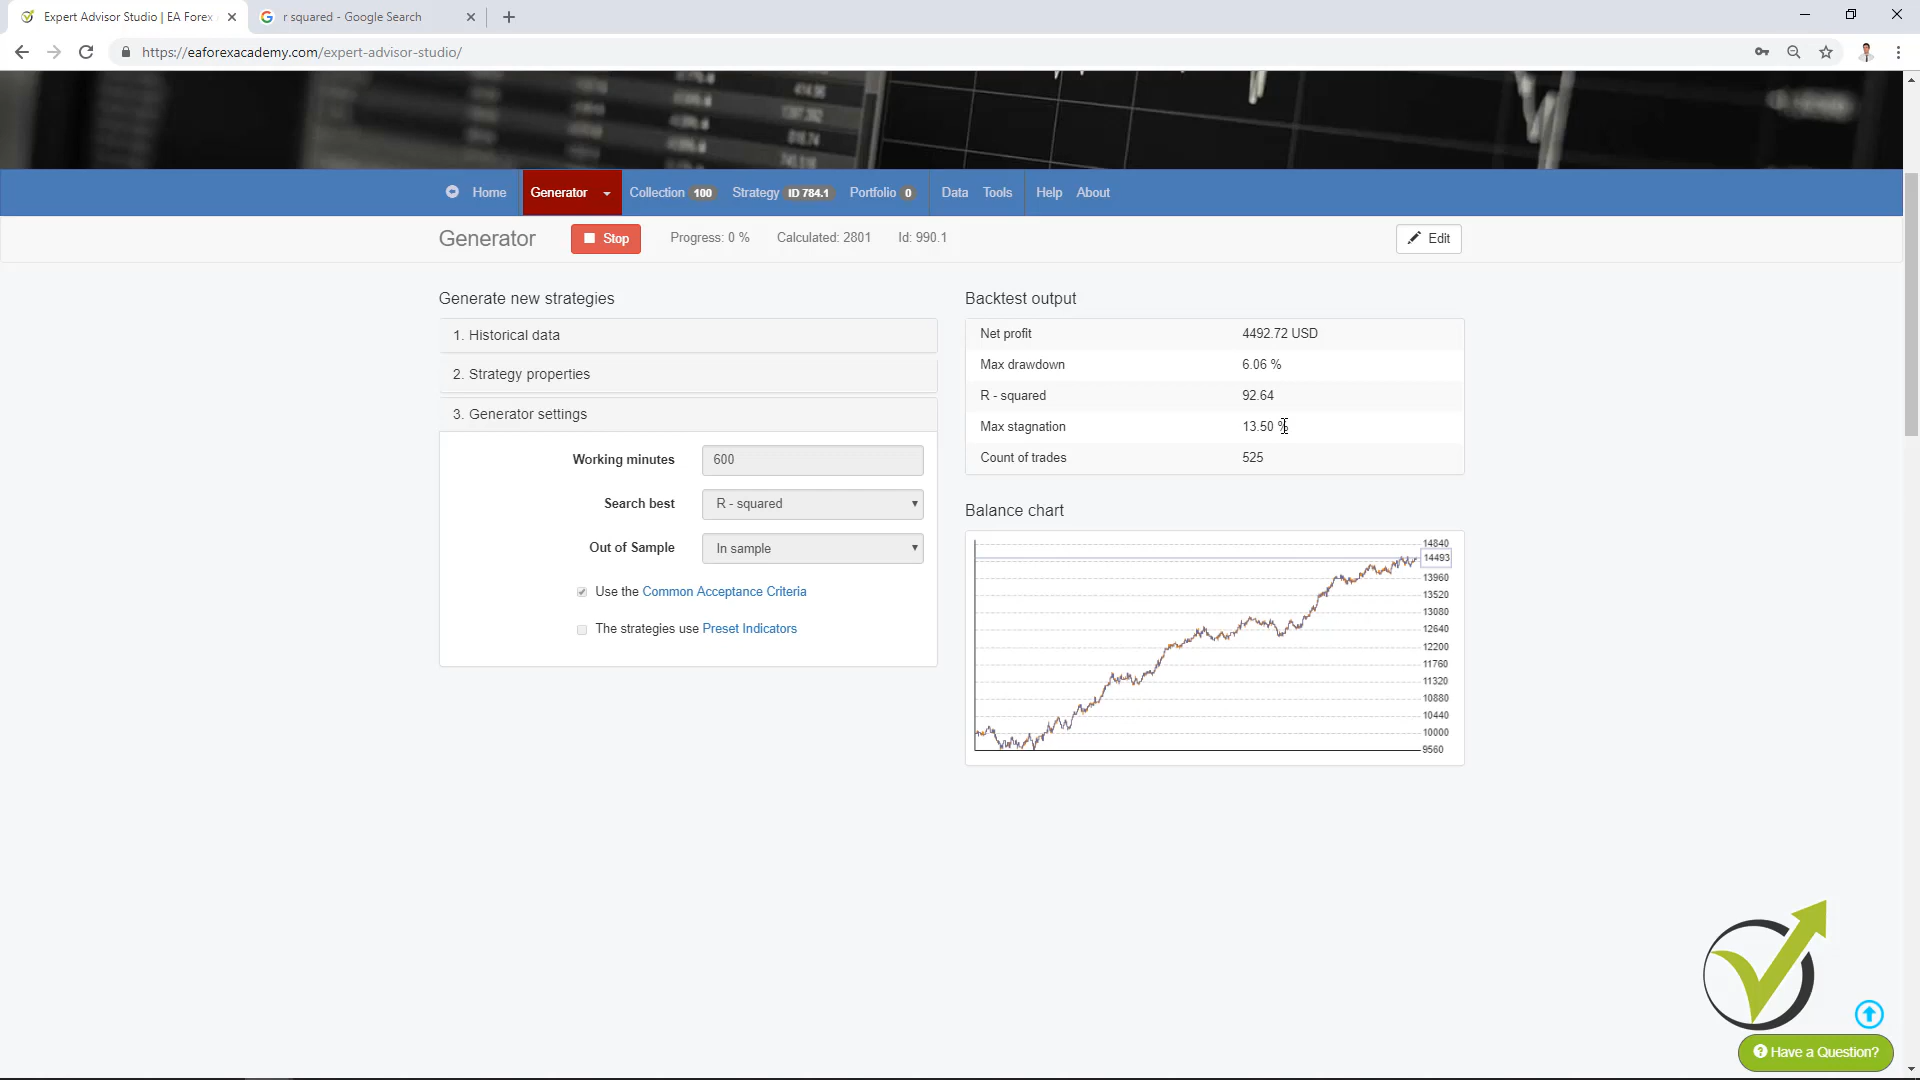 Expert Advisor Studio | EA Forex
r squared - Google Search
https://eaforexacademy.com/expert-advisor-studio/
Home
Generator
Collection 100
Strategy ID 784.1
Portfolio 0
Data
Tools
Help
About
Generator
Stop
Progress: 0 %
Calculated: 2801
Id: 990.1
Edit
Generate new strategies
1. Historical data
2. Strategy properties
3. Generator settings
Working minutes 600
Search best R - squared
Out of Sample In sample
Use the Common Acceptance Criteria
The strategies use Preset Indicators
Backtest output
Net profit 4492.72 USD
Max drawdown 6.06 %
R - squared 92.64
Max stagnation 13.50 %
Count of trades 525
Balance chart
14840
14493
13960
13520
13080
12640
12200
11760
11320
10880
10440
10000
9560
Have a Question?